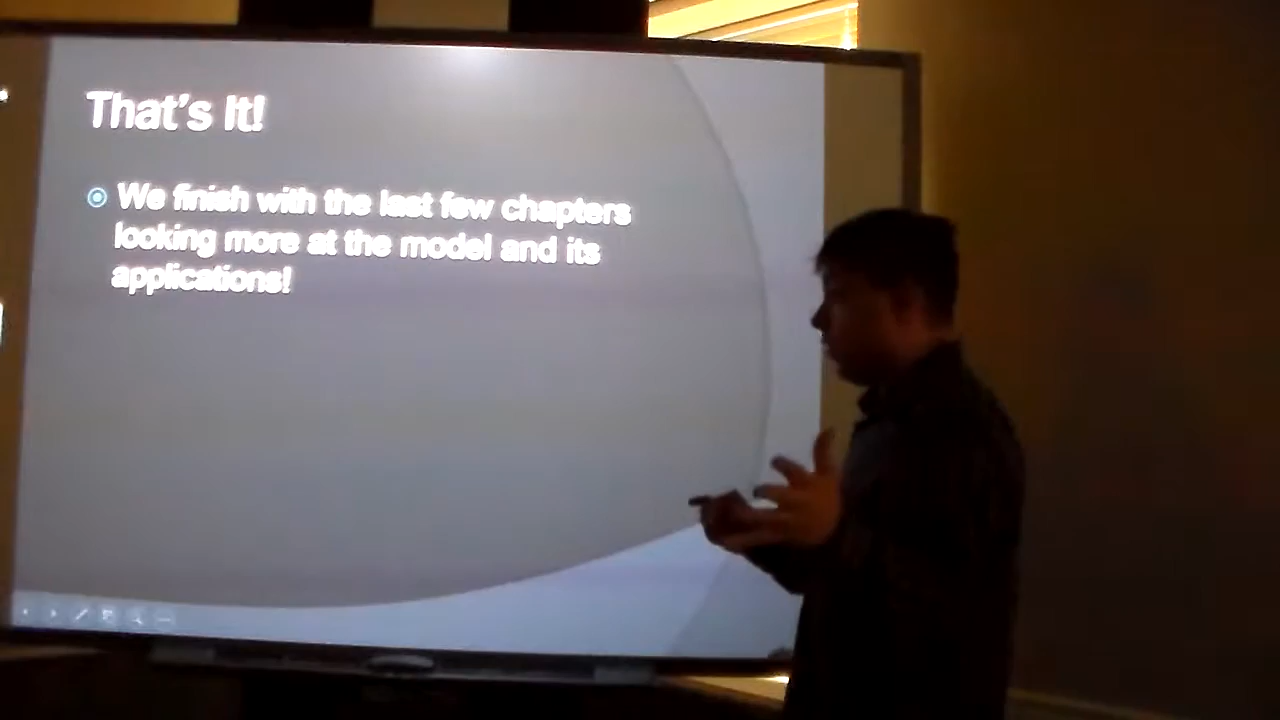 That's It!
We finish with the last few chapters
looking more at the model and its
applications!